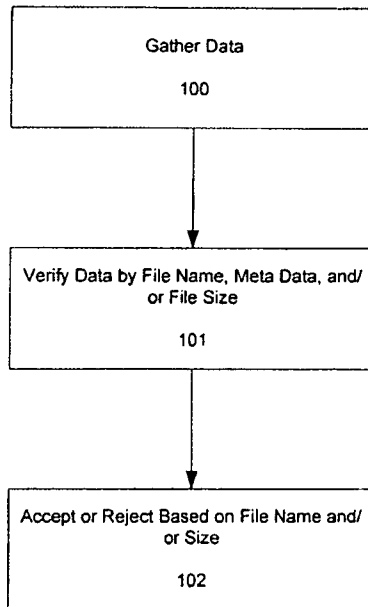 Gather Data
100
Verify Data by File Name, Meta Data, and/
or File Size
101
Accept or Reject Based on File Name and/
or Size
102